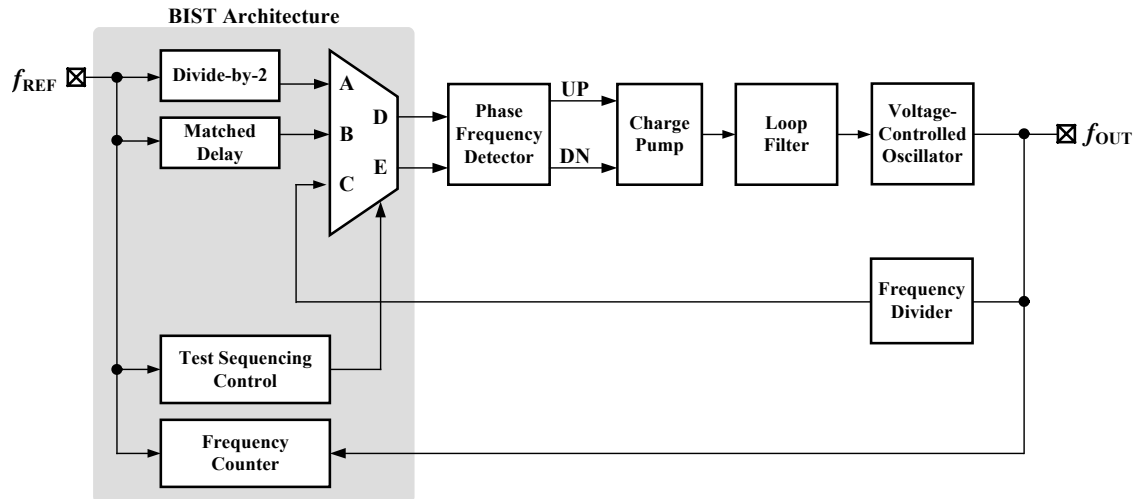 BIST Architecture
fREF
Divide-by-2
Matched
Delay
A
B
C
D
E
Phase
Frequency
Detector
UP
DN
Charge
Pump
Loop
Filter
Voltage-
Controlled
Oscillator
fOUT
Frequency
Divider
Test Sequencing
Control
Frequency
Counter